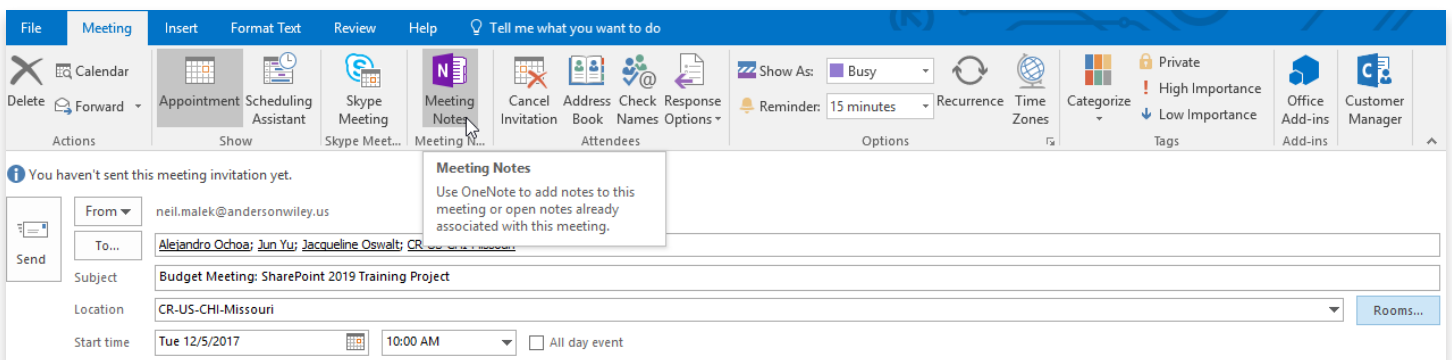 File Meeting Insert Format Text Review Help Tell me what you want to do
Delete
Calendar
Forward
Actions
Appointment
Scheduling
Assistant
Show
Skype
Meeting
Skype Meet...
Meeting
Notes
Meeting N...
Cancel
Invitation
Address
Book
Check
Names
Response
Options
Attendees
Show As: Busy
Reminder: 15 minutes
Recurrence
Time
Zones
Options
Categorize
Private
High Importance
Low Importance
Tags
Office
Add-ins
Add-ins
Customer
Manager
You haven't sent this meeting invitation yet.
Meeting Notes
Use OneNote to add notes to this
meeting or open notes already
associated with this meeting.
Send
From neil.malek@andersonwiley.us
To... Alejandro Ochoa; Jun Yu; Jacqueline Oswalt;
Subject Budget Meeting: SharePoint 2019 Training Project
Location CR-US-CHI-Missouri Rooms...
Start time Tue 12/5/2017 10:00 AM All day event